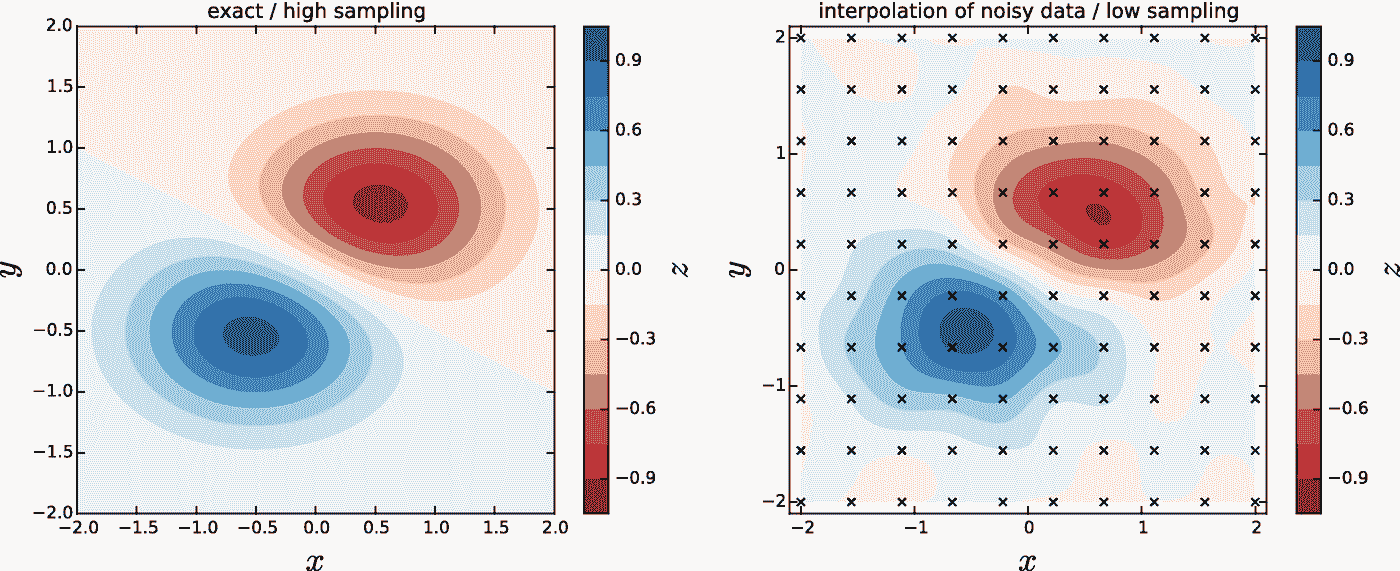 exact / high sampling
2.0
1.5
1.0
0.5
0.0
−0.5
−1.0
−1.5
−2.0
y
−2.0 −1.5 −1.0 −0.5 0.0 0.5 1.0 1.5 2.0
x
0.9
0.6
0.3
0.0
−0.3
−0.6
−0.9
z
interpolation of noisy data / low sampling
2
1
0
−1
−2
y
−2 −1 0 1 2
x
0.9
0.6
0.3
0.0
−0.3
−0.6
−0.9
z